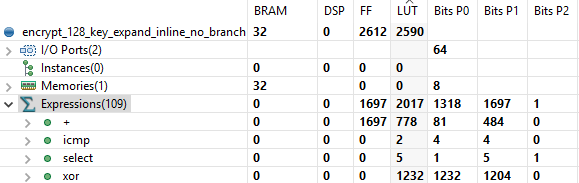 BRAM DSP FF LUT Bits P0 Bits P1 Bits P2
encrypt_128_key_expand_inline_no_branch 32 0 2612 2590
I/O Ports(2) 64
Instances(0) 0 0 0 0
Memories(1) 32 0 0 8
Expressions(109) 0 0 1697 2017 1318 1697 1
+ 0 0 1697 778 81 484 0
icmp 0 0 0 2 4 4 0
select 0 0 0 5 1 5 1
xor 0 0 0 1232 1232 1204 0